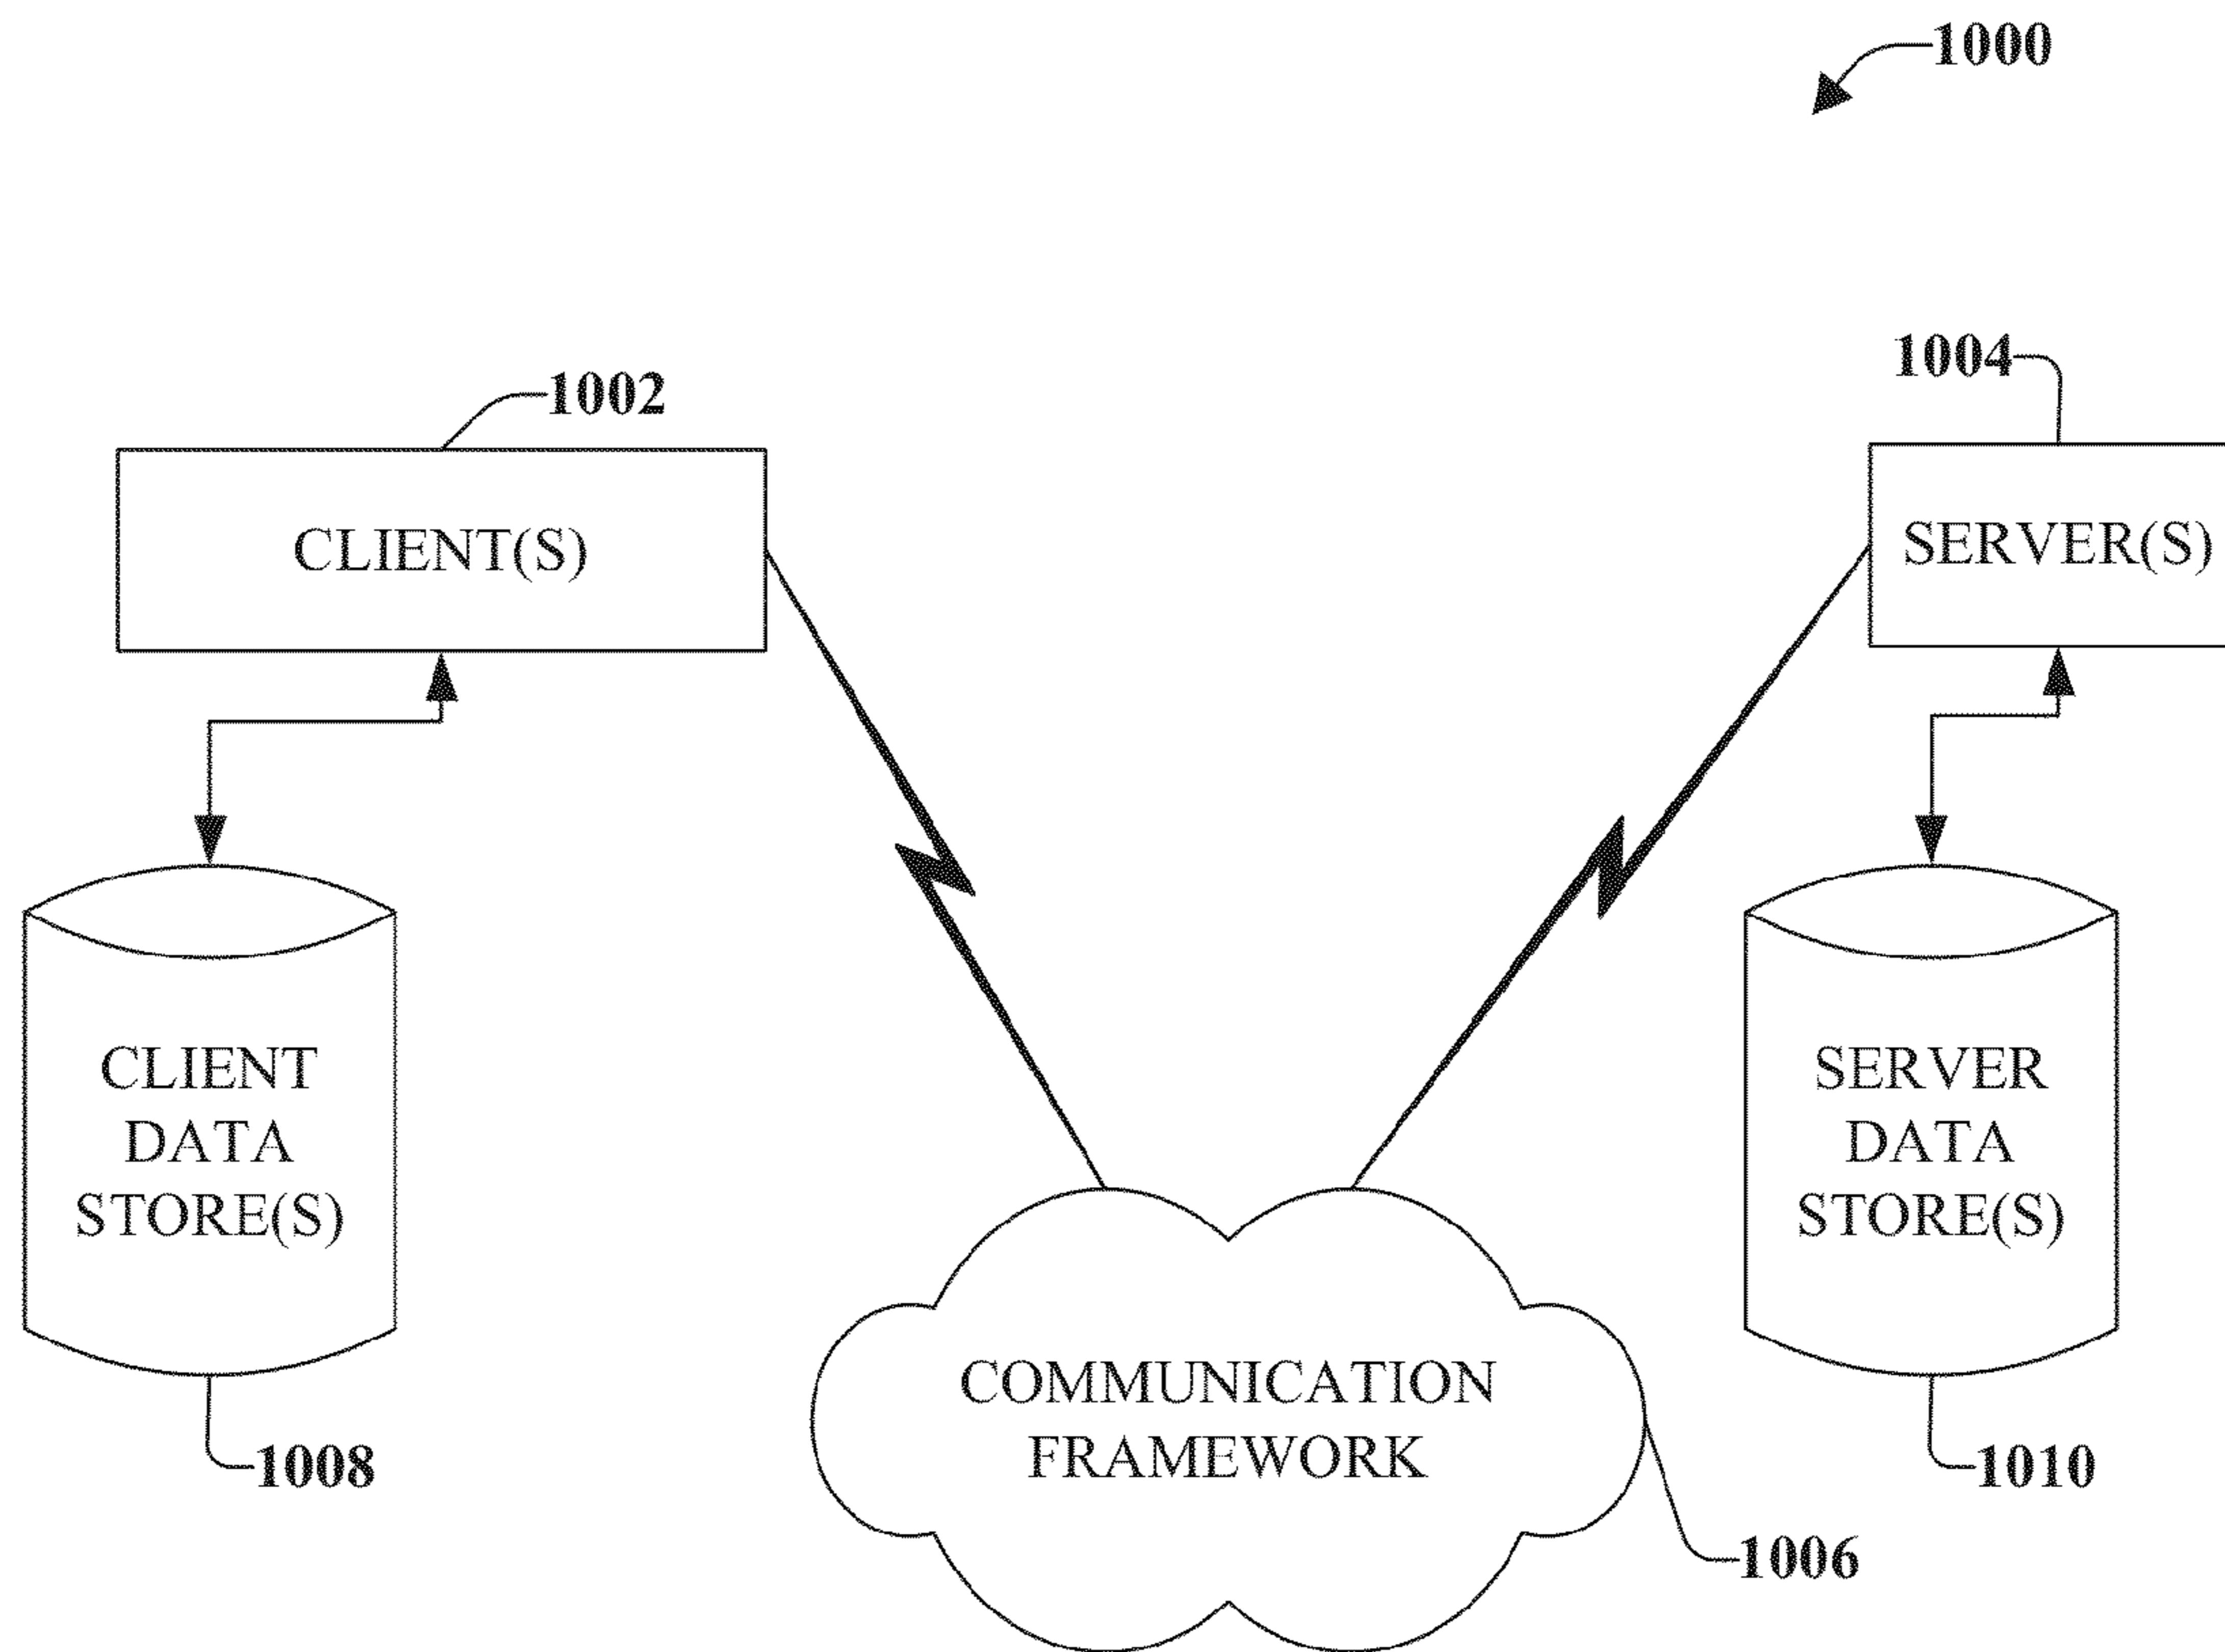 1000
1002
1004
CLIENT(S)
SERVER(S)
CLIENT
DATA
STORE(S)
SERVER
DATA
STORE(S)
COMMUNICATION
FRAMEWORK
1008
1010
1006